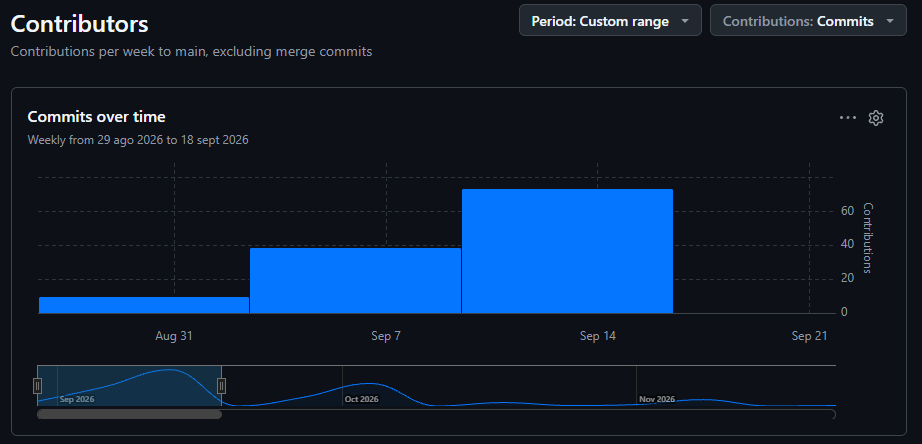 Contributors
Period: Custom range
Contributions: Commits
Contributions per week to main, excluding merge commits
Commits over time
Weekly from 29 ago 2026 to 18 sept 2026
60
40
20
0
Contributions
Aug 31
Sep 7
Sep 14
Sep 21
Sep 2026
Oct 2026
Nov 2026